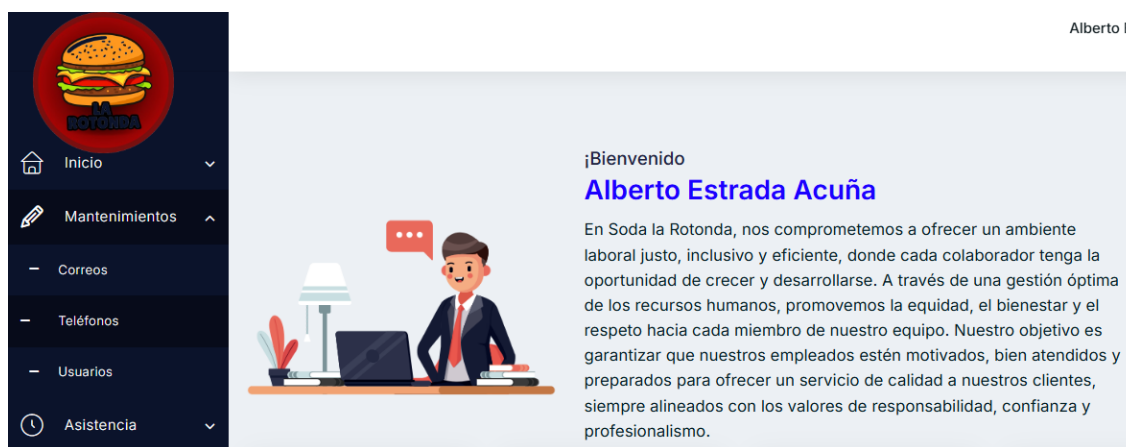 LA
ROTONDA
Inicio
Mantenimientos
Correos
Teléfonos
Usuarios
Asistencia
Alberto
¡Bienvenido
Alberto Estrada Acuña
En Soda la Rotonda, nos comprometemos a ofrecer un ambiente
laboral justo, inclusivo y eficiente, donde cada colaborador tenga la
oportunidad de crecer y desarrollarse. A través de una gestión óptima
de los recursos humanos, promovemos la equidad, el bienestar y el
respeto hacia cada miembro de nuestro equipo. Nuestro objetivo es
garantizar que nuestros empleados estén motivados, bien atendidos y
preparados para ofrecer un servicio de calidad a nuestros clientes,
siempre alineados con los valores de responsabilidad, confianza y
profesionalismo.